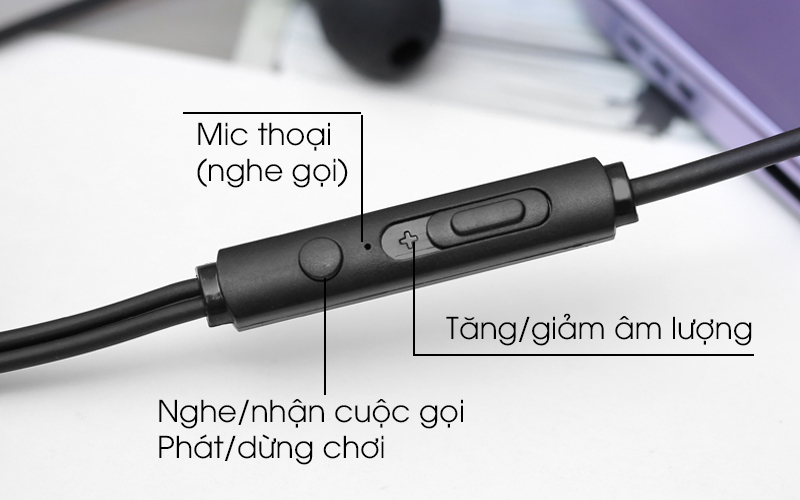 Mic thoại
(nghe gọi)
+
Tăng/giảm âm lượng
Nghe/nhận cuộc gọi
Phát/dừng chơi